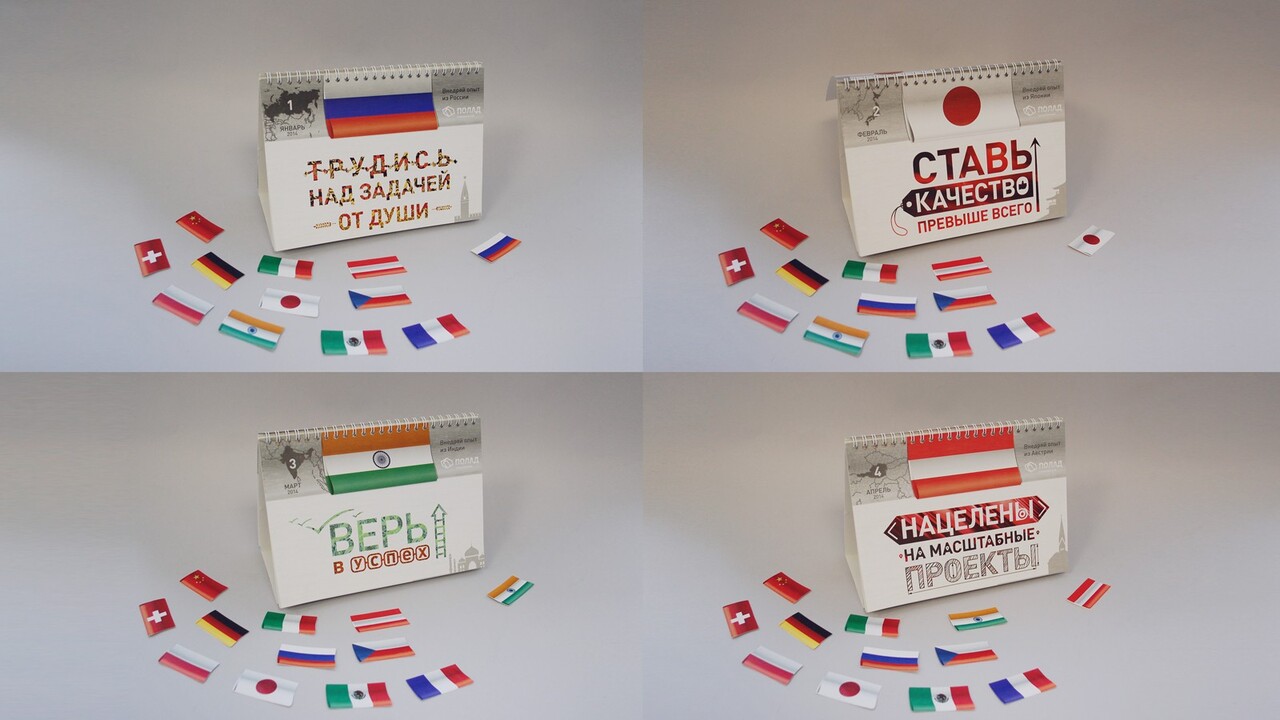 1
ЯНВАРЬ
2014
Внедряй опыт
из России
ПОЛАД
ТРУДИСЬ
НАД ЗАДАЧЕЙ
ОТ ДУШИ
2
ФЕВРАЛЬ
2014
Внедряй опыт
из Японии
ПОЛАД
СТАВЬ
КАЧЕСТВО
ПРЕВЫШЕ ВСЕГО
3
МАРТ
2014
Внедряй опыт
из Индии
ПОЛАД
ВЕРЬ
В УСПЕХ
4
АПРЕЛЬ
2014
Внедряй опыт
из Австрии
ПОЛАД
НАЦЕЛЕНЫ
НА МАСШТАБНЫЕ
ПРОЕКТЫ